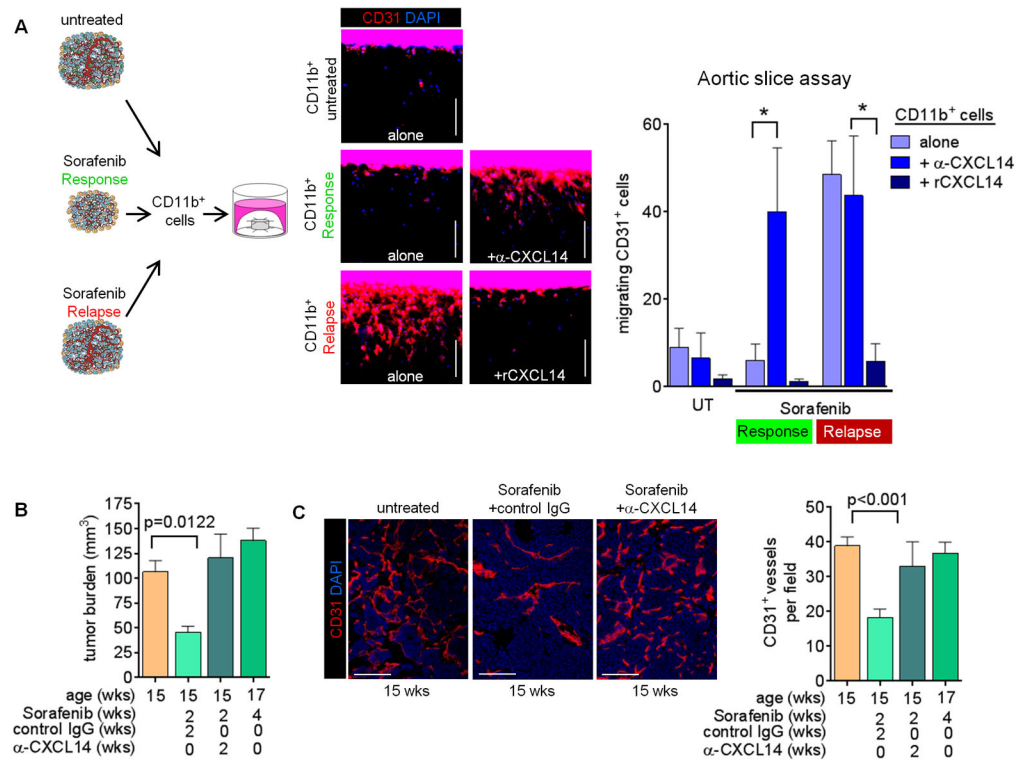 A
untreated
Sorafenib
Response
Sorafenib
Relapse
CD11b+
cells
CD31 DAPI
CD11b+
untreated
alone
CD11b+
Response
alone
+α-CXCL14
CD11b+
Relapse
alone
+rCXCL14
Aortic slice assay
CD11b+ cells
alone
+ α-CXCL14
+ rCXCL14
migrating CD31+ cells
60
40
20
0
*
*
UT
Sorafenib
Response
Relapse
B
tumor burden (mm3)
175
150
125
100
75
50
25
0
p=0.0122
age (wks) 15 15 15 17
Sorafenib (wks) 2 2 4
control IgG (wks) 2 0 0
α-CXCL14 (wks) 0 2 0
C
CD31 DAPI
untreated
Sorafenib
+control IgG
Sorafenib
+α-CXCL14
15 wks
15 wks
15 wks
CD31+ vessels
per field
50
40
30
20
10
0
p<0.001
age (wks) 15 15 15 17
Sorafenib (wks) 2 2 4
control IgG (wks) 2 0 0
α-CXCL14 (wks) 0 2 0